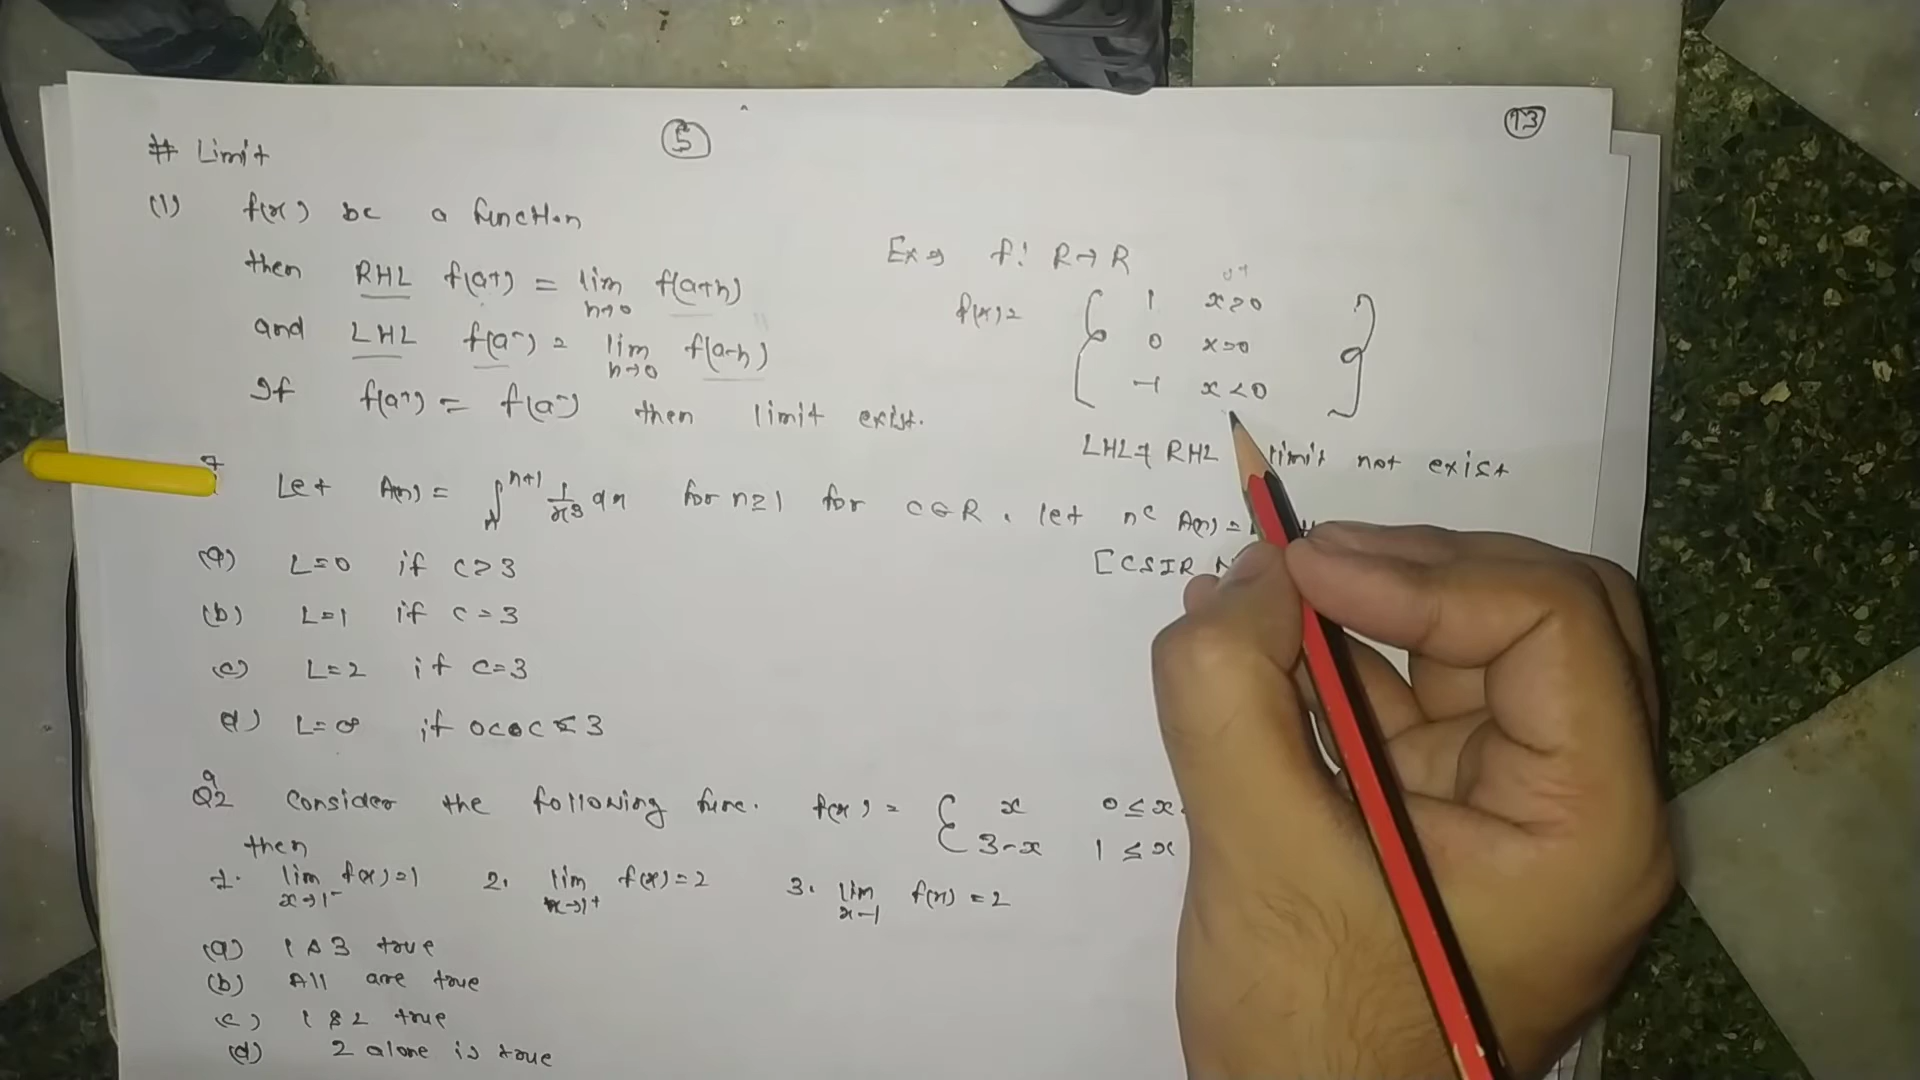 5
13
# Limit
(1) f(x) be a function
then RHL f(a+) = lim h→0 f(a+h)
and LHL f(a-) = lim h→0 f(a-h)
If f(a+) = f(a-) then limit exist.
Ex → f: R→R
f(x) = { 1 x>0
0 x=0
-1 x<0 }
LHL ≠ RHL limit not exist
Let A(n) = ∫ n+1 n 1/x3 dx for n≥1 for c∈R. let nc A(n) =
[CSIR
(a) L=0 if c>3
(b) L=1 if c=3
(c) L=2 if c=3
d) L=∞ if 0<c<3
Q2 Consider the following func. f(x) = { x 0≤x
3-x 1≤x
then
1. lim x→1- f(x)=1 2. lim x→1+ f(x)=2 3. lim x-1 f(x)=2
(a) 1 & 3 true
(b) All are true
(c) 1 & 2 true
(d) 2 alone is true